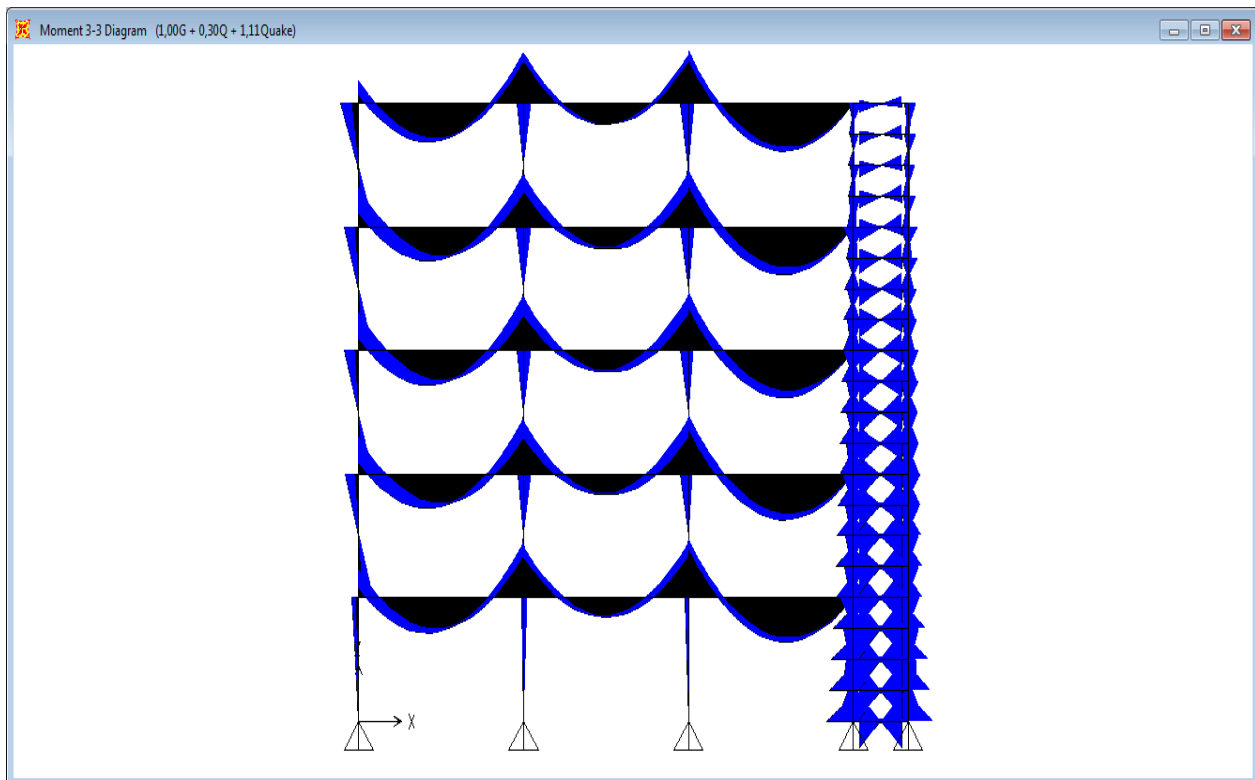 Moment 3-3 Diagram (1,00G + 0,30Q + 1,11Quake)
X